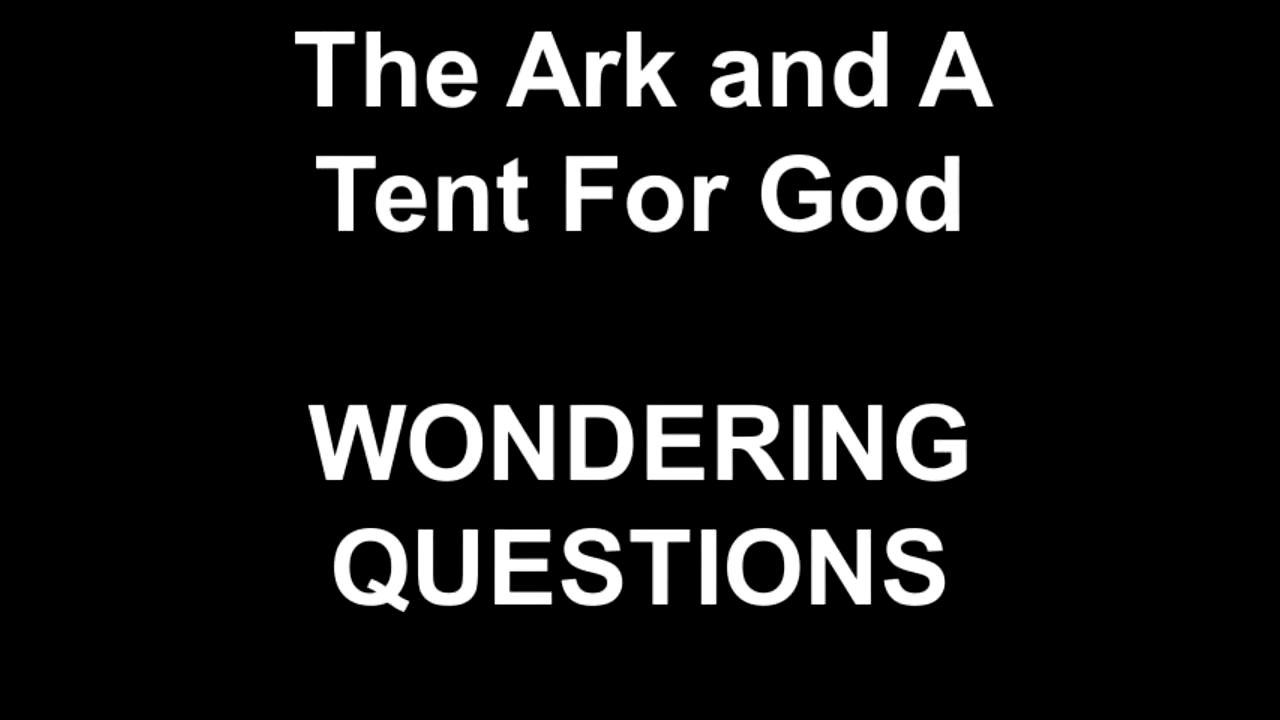 The Ark and A
Tent For God
WONDERING
QUESTIONS